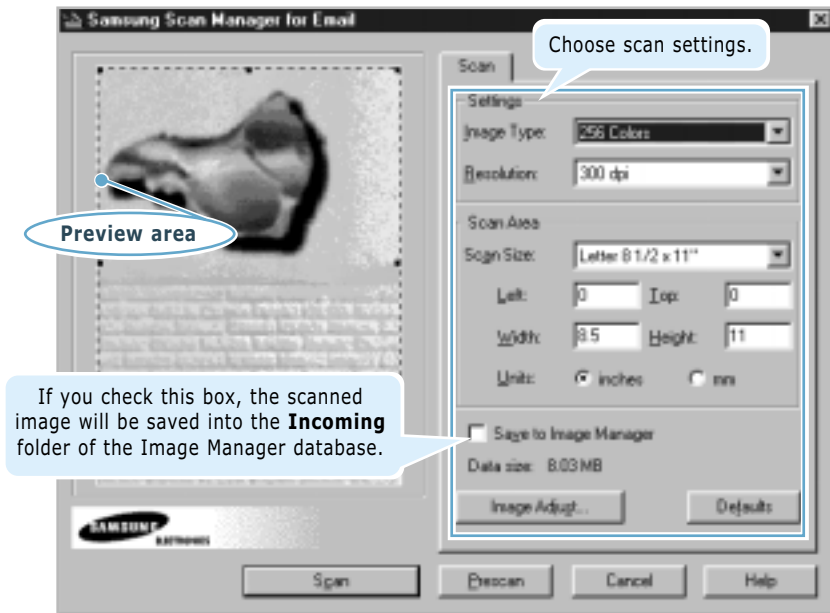 Samsung Scan Manager for Email
Choose scan settings.
Scan
Settings
Image Type: 256 Colors
Resolution: 300 dpi
Preview area
Scan Area
Scan Size: Letter 8 1/2 x 11"
Left: 0 Top: 0
Width: 8.5 Height: 11
Units: inches mm
If you check this box, the scanned
image will be saved into the Incoming
folder of the Image Manager database.
Save to Image Manager
Data size: 8.03 MB
Image Adjust... Defaults
SAMSUNG
ELECTRONICS
Scan Prescan Cancel Help